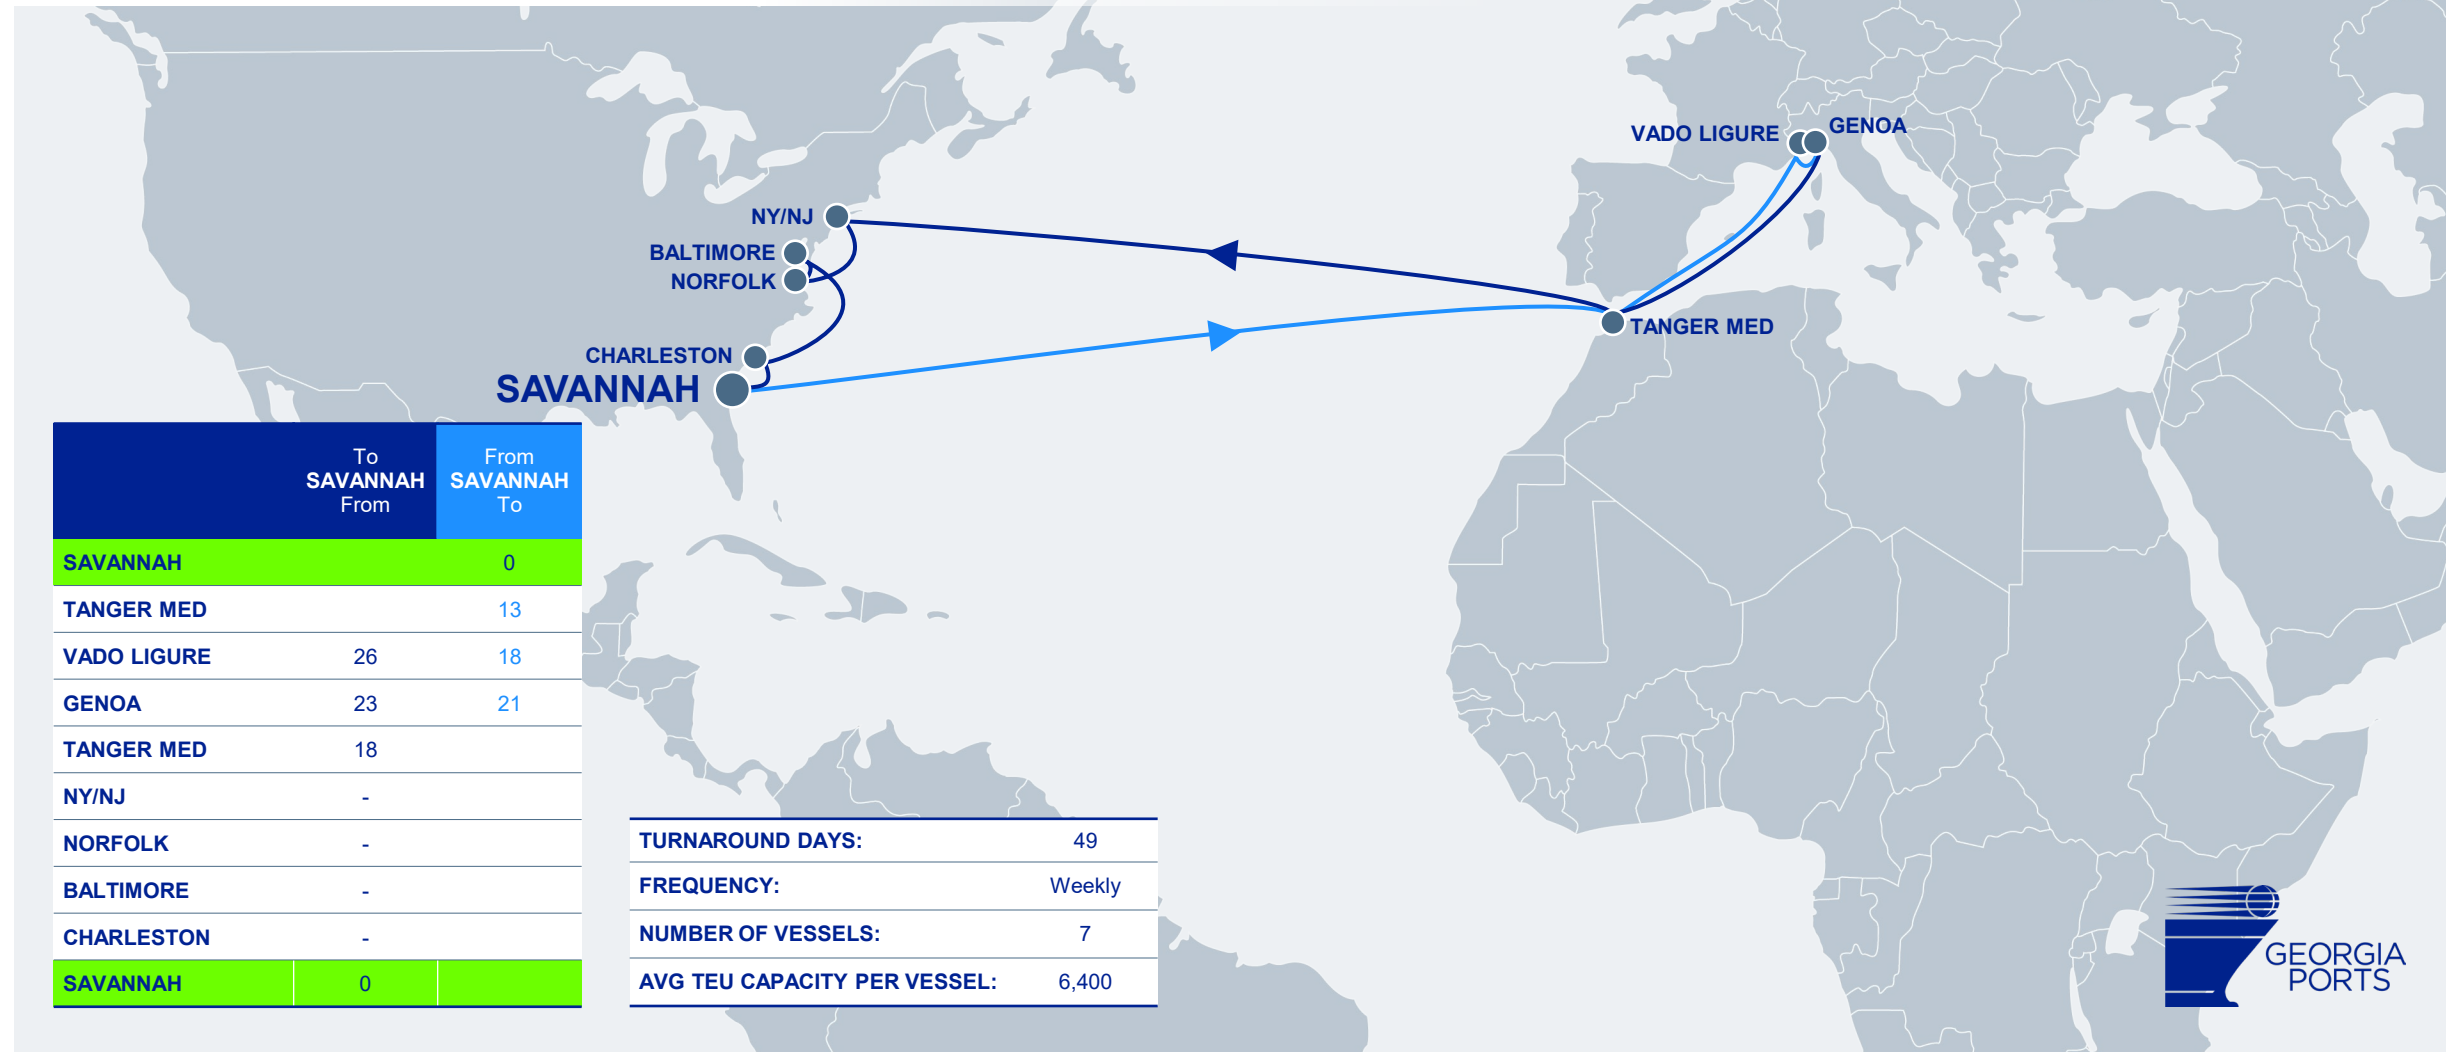 VADO LIGURE
GENOA
NY/NJ
BALTIMORE
NORFOLK
TANGER MED
CHARLESTON
SAVANNAH
To SAVANNAH From
From SAVANNAH To
SAVANNAH 0
TANGER MED 13
VADO LIGURE 26 18
GENOA 23 21
TANGER MED 18
NY/NJ -
NORFOLK -
BALTIMORE -
CHARLESTON -
SAVANNAH 0
TURNAROUND DAYS: 49
FREQUENCY: Weekly
NUMBER OF VESSELS: 7
AVG TEU CAPACITY PER VESSEL: 6,400
GEORGIA
PORTS